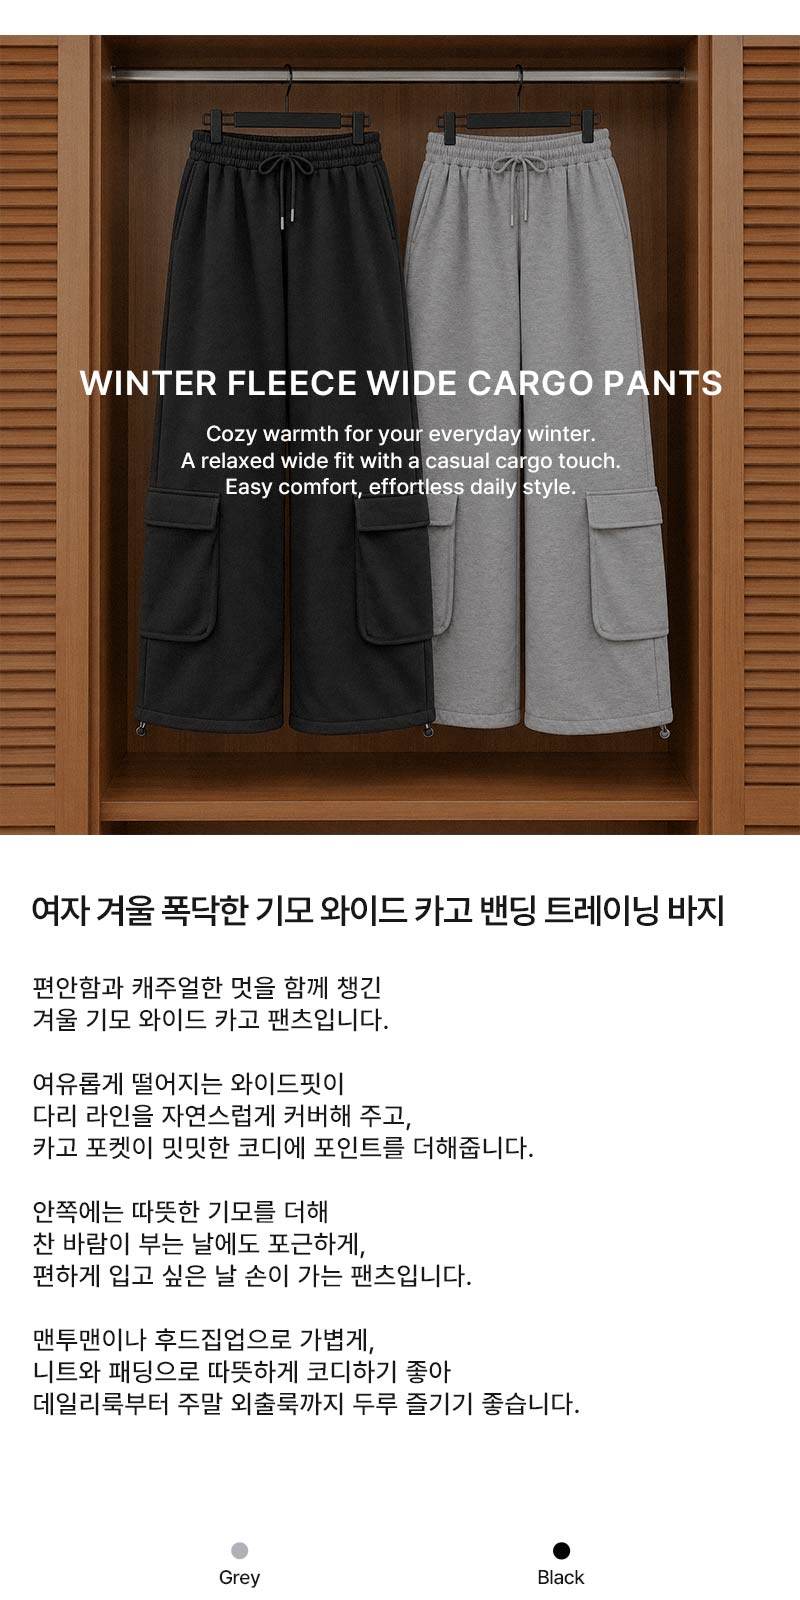 WINTER FLEECE WIDE CARGO PANTS
Cozy warmth for your everyday winter.
A relaxed wide fit with a casual cargo touch.
Easy comfort, effortless daily style.
여자 겨울 폭닥한 기모 와이드 카고 밴딩 트레이닝 바지
편안함과 캐주얼한 멋을 함께 챙긴
겨울 기모 와이드 카고 팬츠입니다.
여유롭게 떨어지는 와이드핏이
다리 라인을 자연스럽게 커버해 주고,
카고 포켓이 밋밋한 코디에 포인트를 더해줍니다.
안쪽에는 따뜻한 기모를 더해
찬 바람이 부는 날에도 포근하게,
편하게 입고 싶은 날 손이 가는 팬츠입니다.
맨투맨이나 후드집업으로 가볍게,
니트와 패딩으로 따뜻하게 코디하기 좋아
데일리룩부터 주말 외출룩까지 두루 즐기기 좋습니다.
Grey
Black